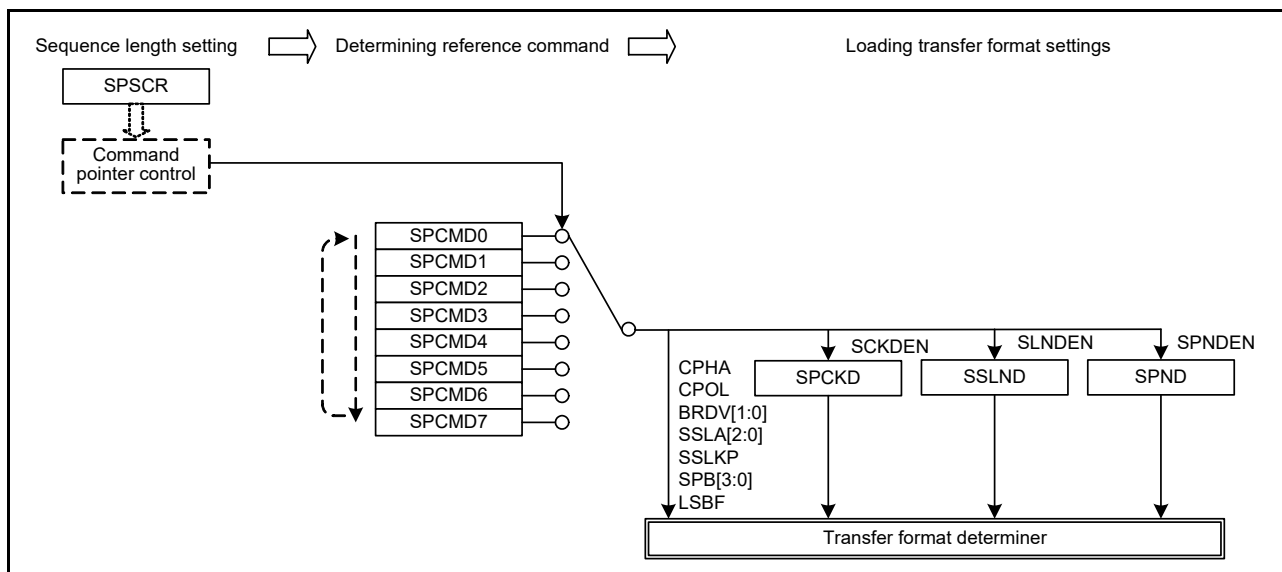 Sequence length setting
Determining reference command
Loading transfer format settings
SPSCR
Command
pointer control
SPCMD0
SPCMD1
SPCMD2
SPCMD3
SPCMD4
SPCMD5
SPCMD6
SPCMD7
CPHA
CPOL
BRDV[1:0]
SSLA[2:0]
SSLKP
SPB[3:0]
LSBF
SCKDEN
SPCKD
SLNDEN
SSLND
SPNDEN
SPND
Transfer format determiner